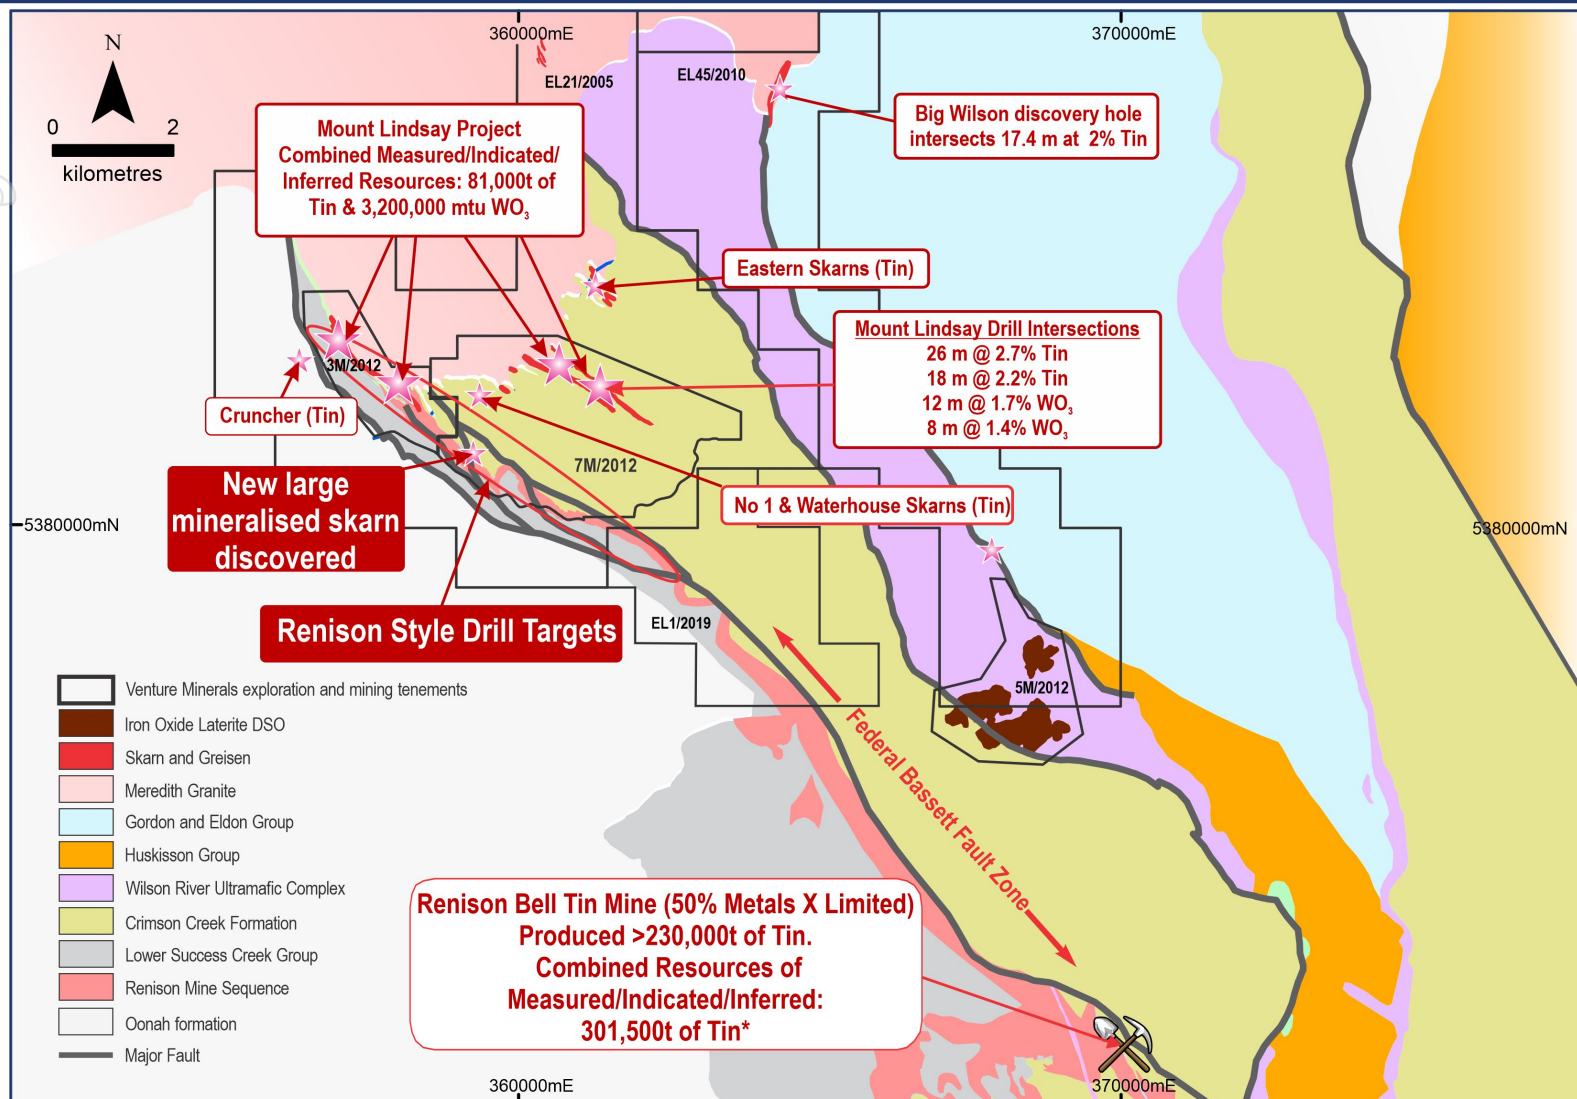 360000mE
370000mE
N
0 2
kilometres
EL21/2005
EL45/2010
Big Wilson discovery hole
intersects 17.4 m at 2% Tin
Mount Lindsay Project
Combined Measured/Indicated/
Inferred Resources: 81,000t of
Tin & 3,200,000 mtu WO₃
Eastern Skarns (Tin)
Mount Lindsay Drill Intersections
26 m @ 2.7% Tin
18 m @ 2.2% Tin
12 m @ 1.7% WO₃
8 m @ 1.4% WO₃
3M/2012
Cruncher (Tin)
7M/2012
New large
mineralised skarn
discovered
No 1 & Waterhouse Skarns (Tin)
5380000mN
5380000mN
Renison Style Drill Targets
EL1/2019
5M/2012
Federal Bassett Fault Zone
Venture Minerals exploration and mining tenements
Iron Oxide Laterite DSO
Skarn and Greisen
Meredith Granite
Gordon and Eldon Group
Huskisson Group
Wilson River Ultramafic Complex
Crimson Creek Formation
Lower Success Creek Group
Renison Mine Sequence
Oonah formation
Major Fault
Renison Bell Tin Mine (50% Metals X Limited)
Produced >230,000t of Tin.
Combined Resources of
Measured/Indicated/Inferred:
301,500t of Tin*
360000mE
370000mE